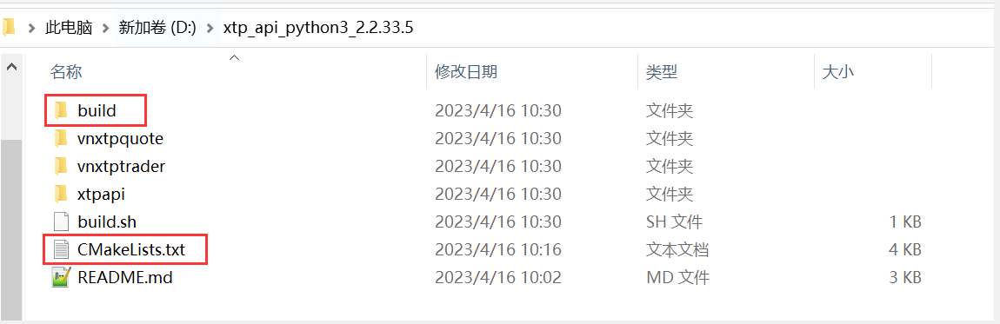 此电脑 新加卷 (D:) xtp_api_python3_2.2.33.5
名称 修改日期 类型 大小
build 2023/4/16 10:30 文件夹
vnxtpquote 2023/4/16 10:30 文件夹
vnxtptrader 2023/4/16 10:30 文件夹
xtpapi 2023/4/16 10:30 文件夹
build.sh 2023/4/16 10:30 SH 文件 1 KB
CMakeLists.txt 2023/4/16 10:16 文本文档 4 KB
README.md 2023/4/16 10:02 MD 文件 3 KB